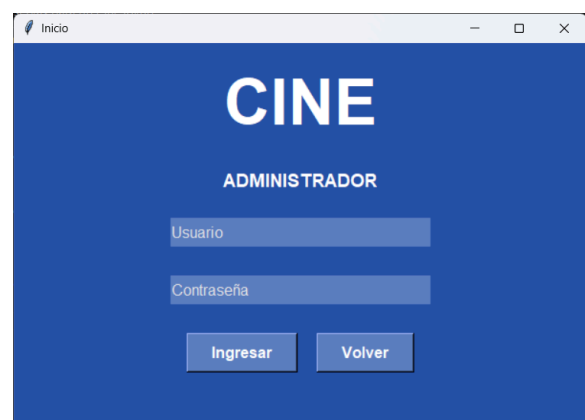 Inicio
CINE
ADMINISTRADOR
Usuario
Contraseña
Ingresar Volver